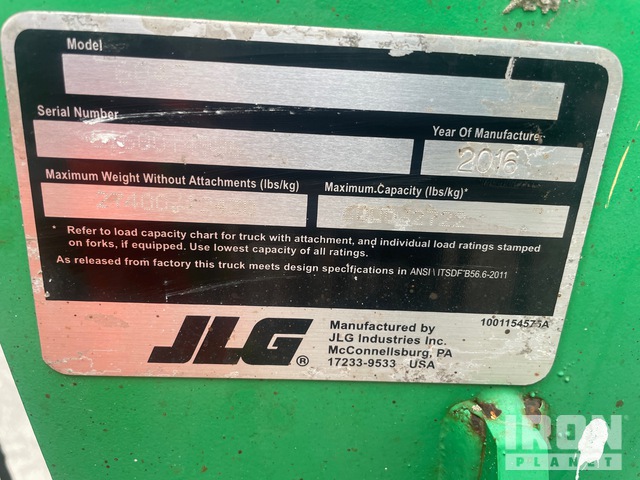 Model
Serial Number
Year Of Manufacture
2016
Maximum Weight Without Attachments (lbs/kg)
Maximum Capacity (lbs/kg)*
27400
* Refer to load capacity chart for truck with attachment, and individual load ratings stamped
on forks, if equipped. Use lowest capacity of all ratings.
As released from factory this truck meets design specifications in ANSI \ ITSDF B56.6-2011
JLG®
Manufactured by
JLG Industries Inc.
McConnellsburg, PA
17233-9533 USA
1001154575A
IRON
PLANET